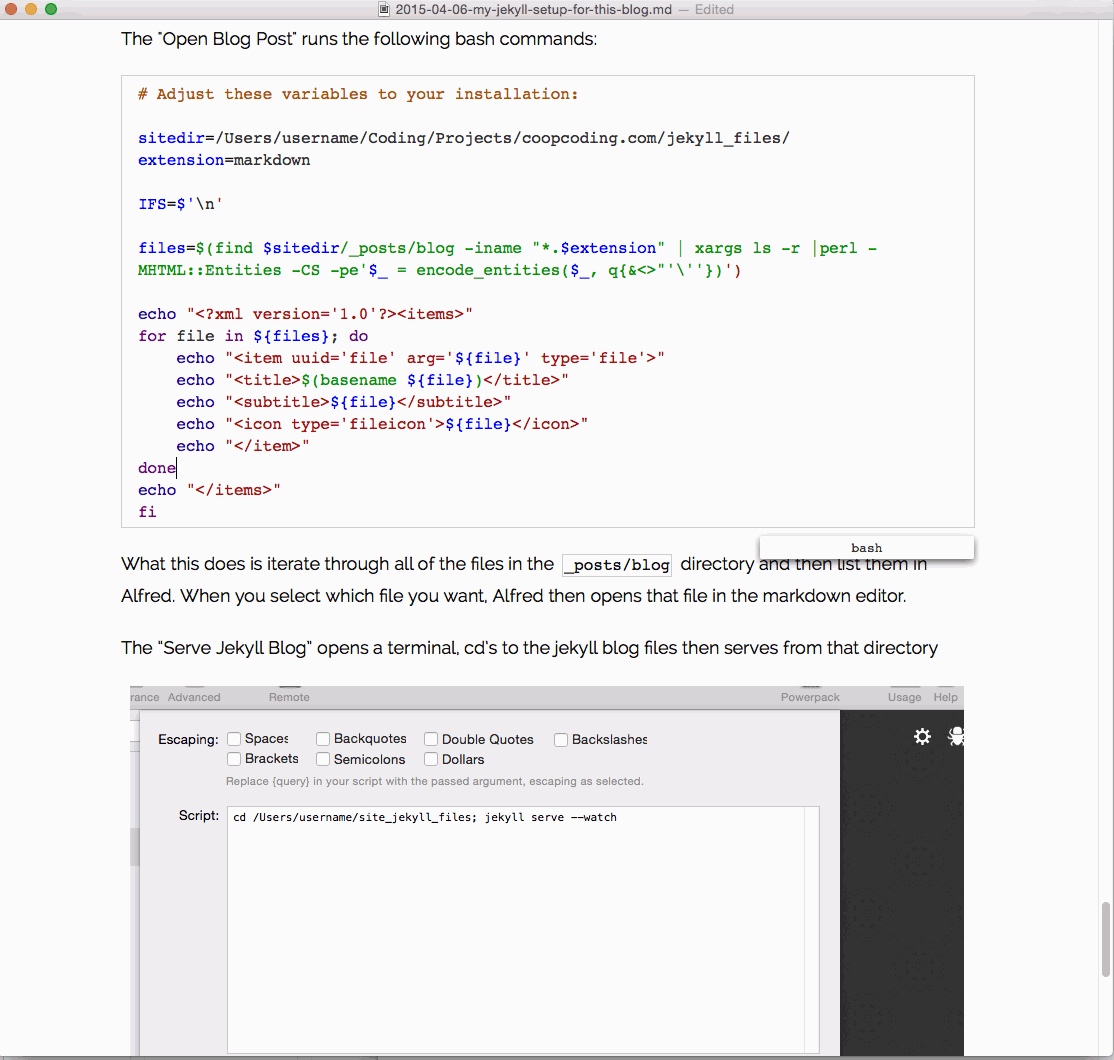 2015-04-06-my-jekyll-setup-for-this-blog.md — Edited
The "Open Blog Post" runs the following bash commands:
# Adjust these variables to your installation:
sitedir=/Users/username/Coding/Projects/coopcoding.com/jekyll_files/
extension=markdown
IFS=$'\n'
files=$(find $sitedir/_posts/blog -iname "*.$extension" | xargs ls -r |perl -
MHTML::Entities -CS -pe'$_ = encode_entities($_, q{&<>"'\''})')
echo "<?xml version='1.0'?><items>"
for file in ${files}; do
    echo "<item uuid='file' arg='${file}' type='file'>"
    echo "<title>$(basename ${file})</title>"
    echo "<subtitle>${file}</subtitle>"
    echo "<icon type='fileicon'>${file}</icon>"
    echo "</item>"
done
echo "</items>"
fi
bash
What this does is iterate through all of the files in the _posts/blog directory and then list them in
Alfred. When you select which file you want, Alfred then opens that file in the markdown editor.
The "Serve Jekyll Blog" opens a terminal, cd's to the jekyll blog files then serves from that directory
rance Advanced Remote Powerpack Usage Help
Escaping: Spaces Backquotes Double Quotes Backslashes
Brackets Semicolons Dollars
Replace {query} in your script with the passed argument, escaping as selected.
Script: cd /Users/username/site_jekyll_files; jekyll serve --watch